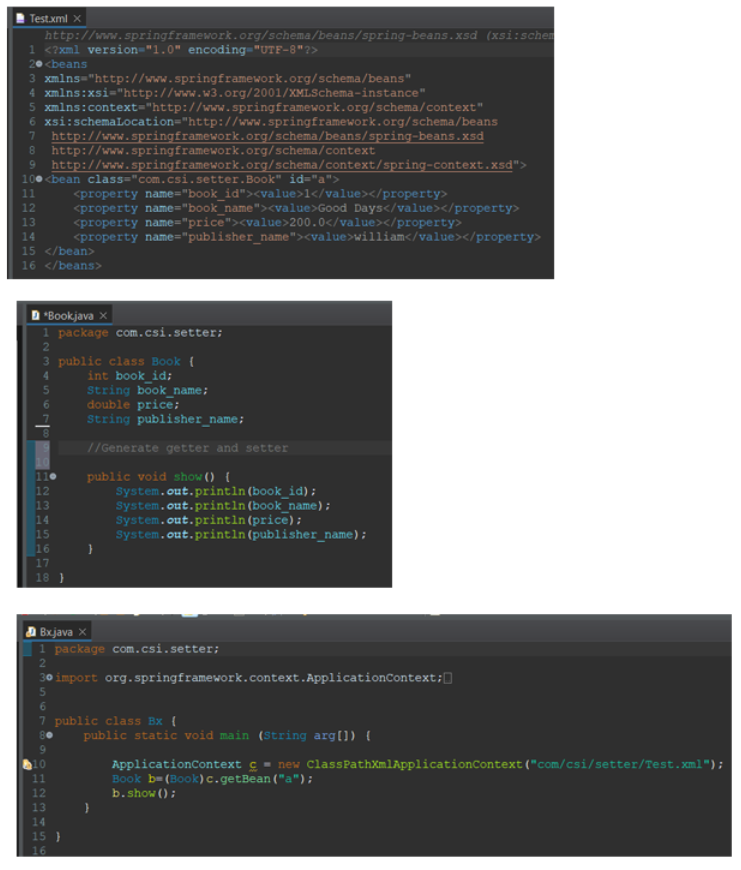 Test.xml
http://www.springframework.org/schema/beans/spring-beans.xsd (xsi:schem
1 <?xml version="1.0" encoding="UTF-8"?>
2 <beans
3 xmlns="http://www.springframework.org/schema/beans"
4 xmlns:xsi="http://www.w3.org/2001/XMLSchema-instance"
5 xmlns:context="http://www.springframework.org/schema/context"
6 xsi:schemaLocation="http://www.springframework.org/schema/beans
7 http://www.springframework.org/schema/beans/spring-beans.xsd
8 http://www.springframework.org/schema/context
9 http://www.springframework.org/schema/context/spring-context.xsd">
10 <bean class="com.csi.setter.Book" id="a">
11 <property name="book_id"><value>1</value></property>
12 <property name="book_name"><value>Good Days</value></property>
13 <property name="price"><value>200.0</value></property>
14 <property name="publisher_name"><value>william</value></property>
15 </bean>
16 </beans>
*Book.java
1 package com.csi.setter;
2
3 public class Book {
4 int book_id;
5 String book_name;
6 double price;
7 String publisher_name;
8
9 //Generate getter and setter
10
11 public void show() {
12 System.out.println(book_id);
13 System.out.println(book_name);
14 System.out.println(price);
15 System.out.println(publisher_name);
16 }
17
18 }
Bx.java
1 package com.csi.setter;
2
3 import org.springframework.context.ApplicationContext;
5
6
7 public class Bx {
8 public static void main (String arg[]) {
9
10 ApplicationContext c = new ClassPathXmlApplicationContext("com/csi/setter/Test.xml");
11 Book b=(Book)c.getBean("a");
12 b.show();
13 }
14
15 }
16